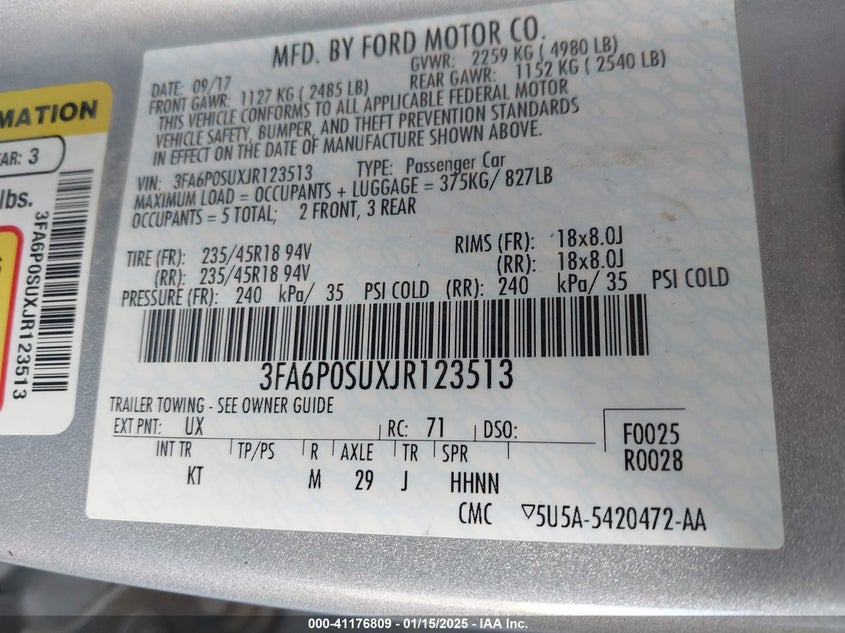 MFD. BY FORD MOTOR CO.
DATE: 09/17 GVWR: 2259 KG ( 4980 LB)
FRONT GAWR: 1127 KG ( 2485 LB) REAR GAWR: 1152 KG ( 2540 LB)
THIS VEHICLE CONFORMS TO ALL APPLICABLE FEDERAL MOTOR
VEHICLE SAFETY, BUMPER, AND THEFT PREVENTION STANDARDS
IN EFFECT ON THE DATE OF MANUFACTURE SHOWN ABOVE.
VIN: 3FA6P0SUXJR123513 TYPE: Passenger Car
MAXIMUM LOAD = OCCUPANTS + LUGGAGE = 375KG/ 827LB
OCCUPANTS = 5 TOTAL; 2 FRONT, 3 REAR
TIRE (FR): 235/45R18 94V RIMS (FR): 18x8.0J
(RR): 235/45R18 94V (RR): 18x8.0J
PRESSURE (FR): 240 kPa/ 35 PSI COLD (RR): 240 kPa/ 35 PSI COLD
3FA6P0SUXJR123513
TRAILER TOWING - SEE OWNER GUIDE
EXT PNT: UX RC: 71 DSO: F0025
INT TR TP/PS R AXLE TR SPR R0028
KT M 29 J HHNN
CMC ▽5U5A-5420472-AA
MATION
AR: 3
lbs.
3FA6P0SUXJR123513
000-41176809 - 01/15/2025 - IAA Inc.